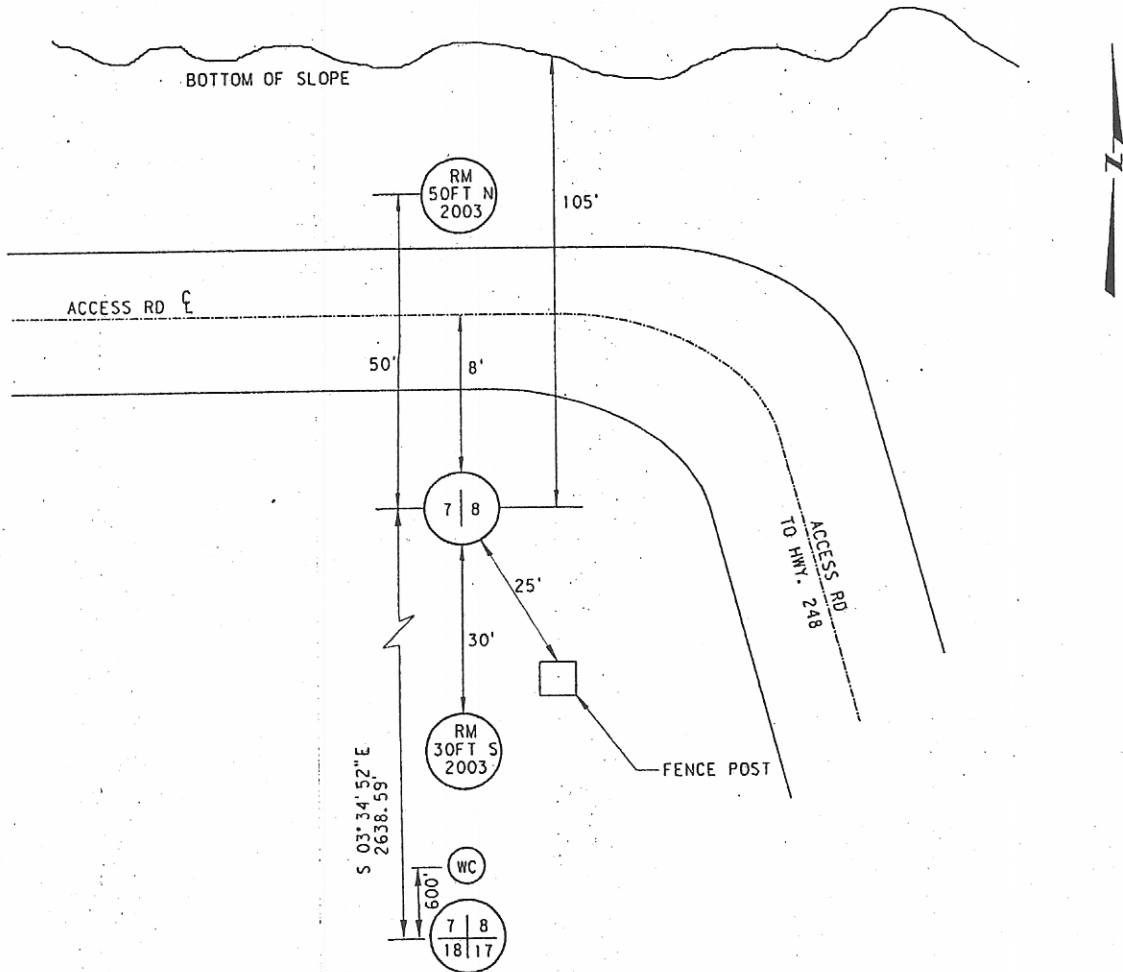 BOTTOM OF SLOPE
RM
50FT N
2003
105'
N
ACCESS RD ℄
50'
8'
7 8
25'
30'
ACCESS RD
TO HWY. 248
RM
30FT S
2003
FENCE POST
S 03°34'52"E
2638.59'
WC
600'
7 8
18 17